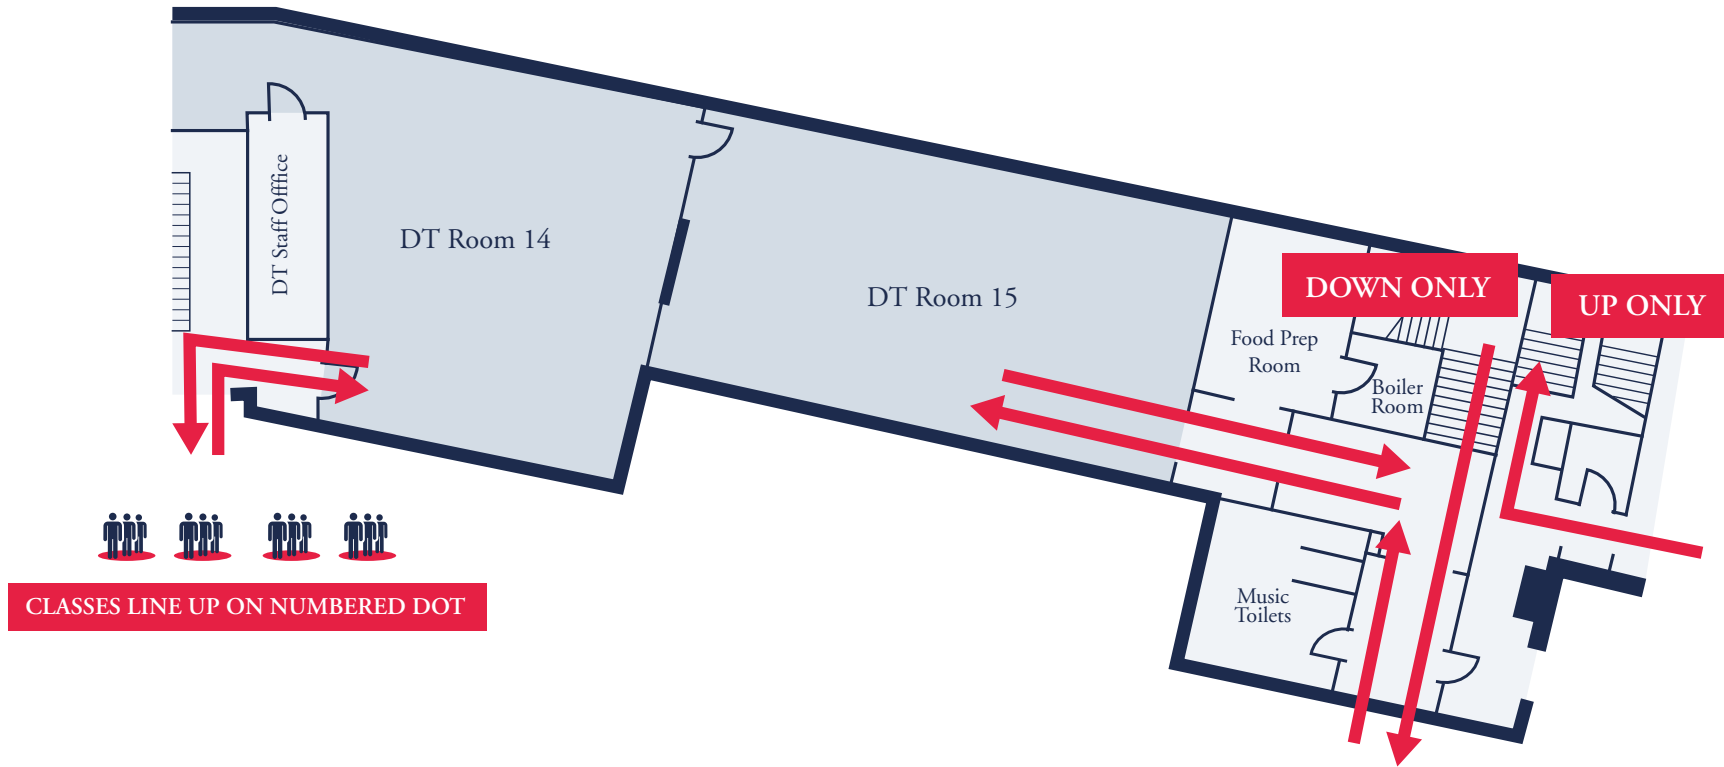 DT Staff Offfice
DT Room 14
DT Room 15
DOWN ONLY
UP ONLY
Food Prep
Room
Boiler
Room
Music
Toilets
CLASSES LINE UP ON NUMBERED DOT